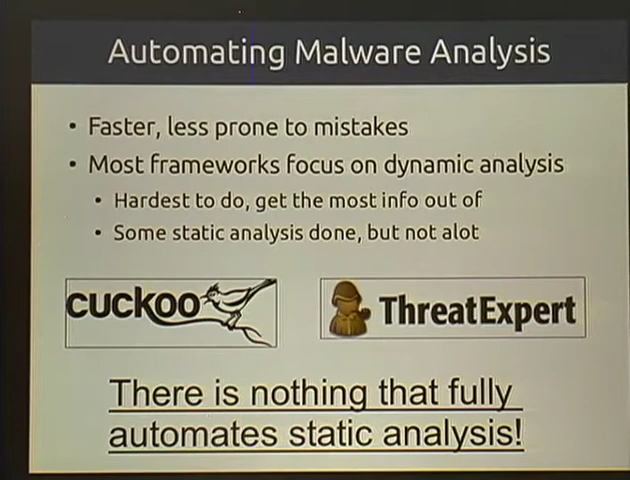 Automating Malware Analysis
• Faster, less prone to mistakes
• Most frameworks focus on dynamic analysis
• Hardest to do, get the most info out of
• Some static analysis done, but not alot
cuckoo
ThreatExpert
There is nothing that fully
automates static analysis!